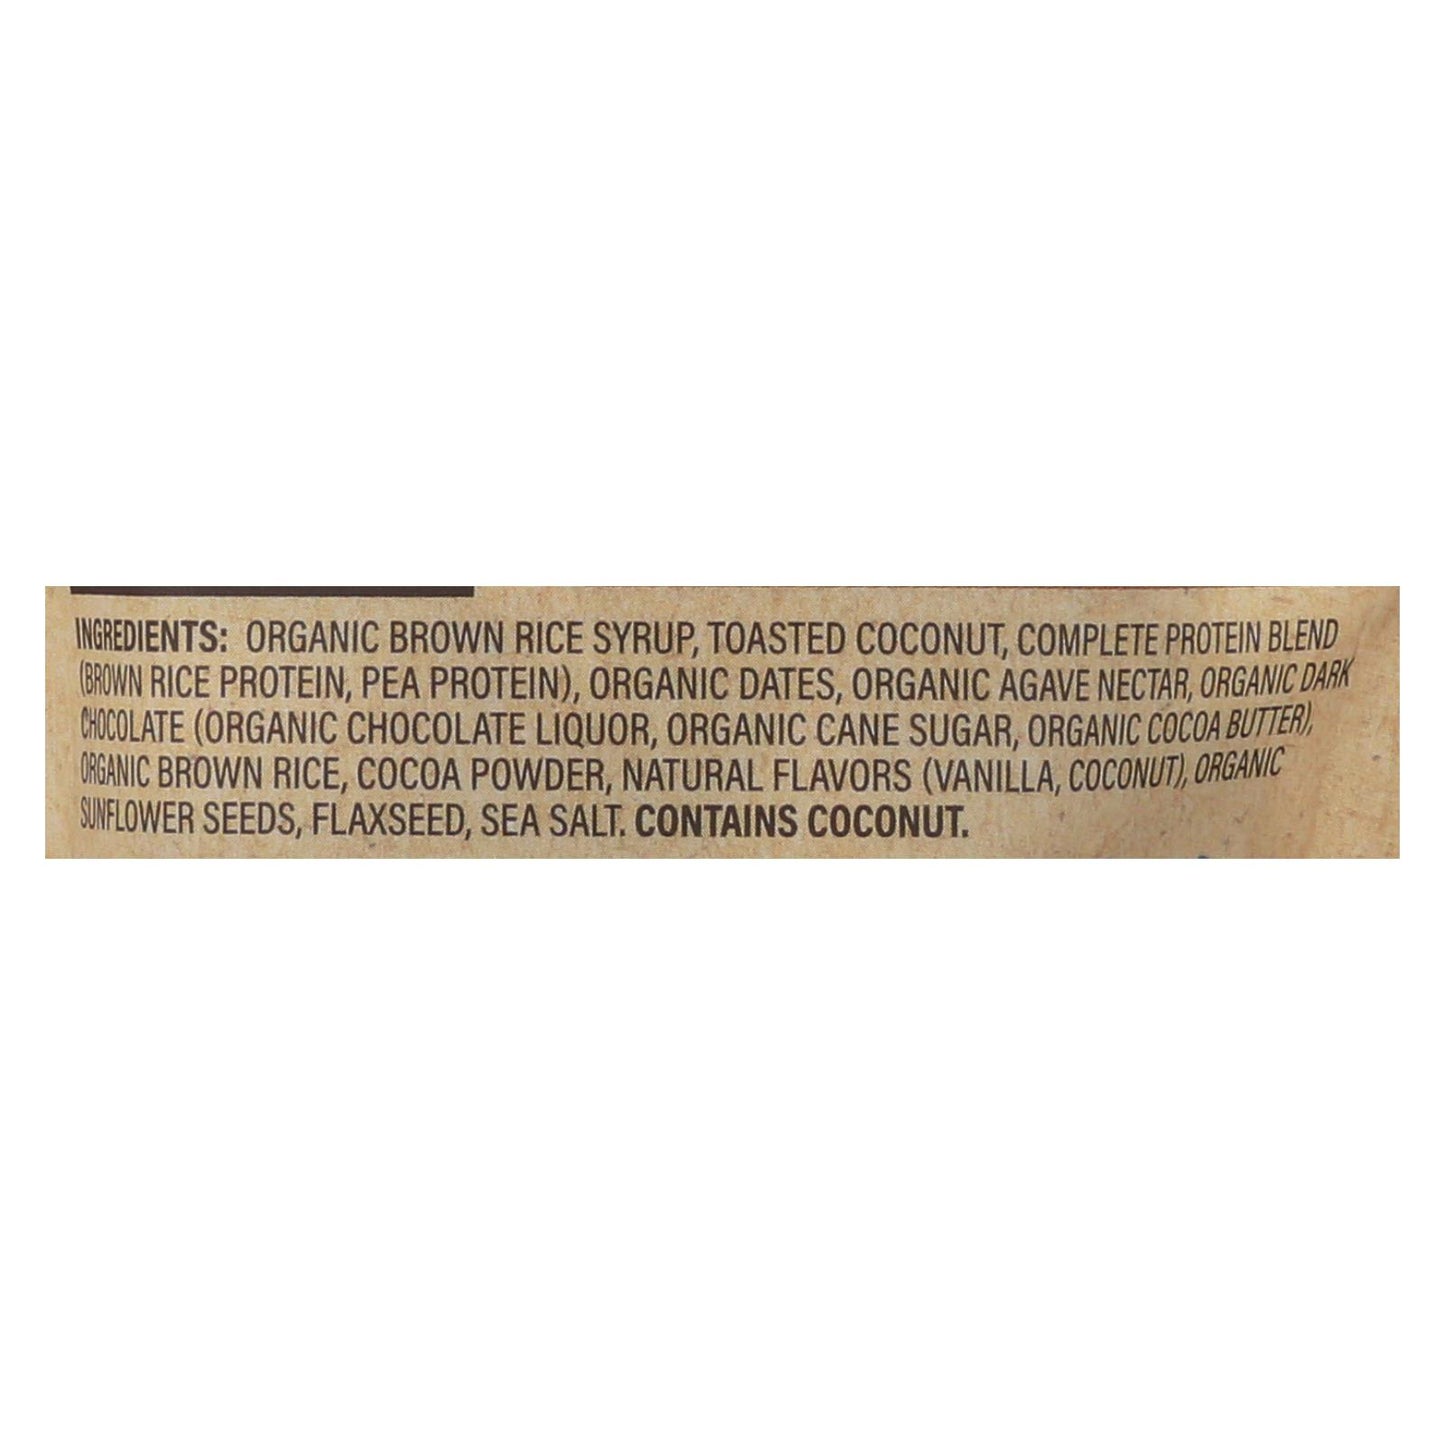 INGREDIENTS: ORGANIC BROWN RICE SYRUP, TOASTED COCONUT, COMPLETE PROTEIN BLEND
(BROWN RICE PROTEIN, PEA PROTEIN), ORGANIC DATES, ORGANIC AGAVE NECTAR, ORGANIC DARK
CHOCOLATE (ORGANIC CHOCOLATE LIQUOR, ORGANIC CANE SUGAR, ORGANIC COCOA BUTTER),
ORGANIC BROWN RICE, COCOA POWDER, NATURAL FLAVORS (VANILLA, COCONUT), ORGANIC
SUNFLOWER SEEDS, FLAXSEED, SEA SALT. CONTAINS COCONUT.